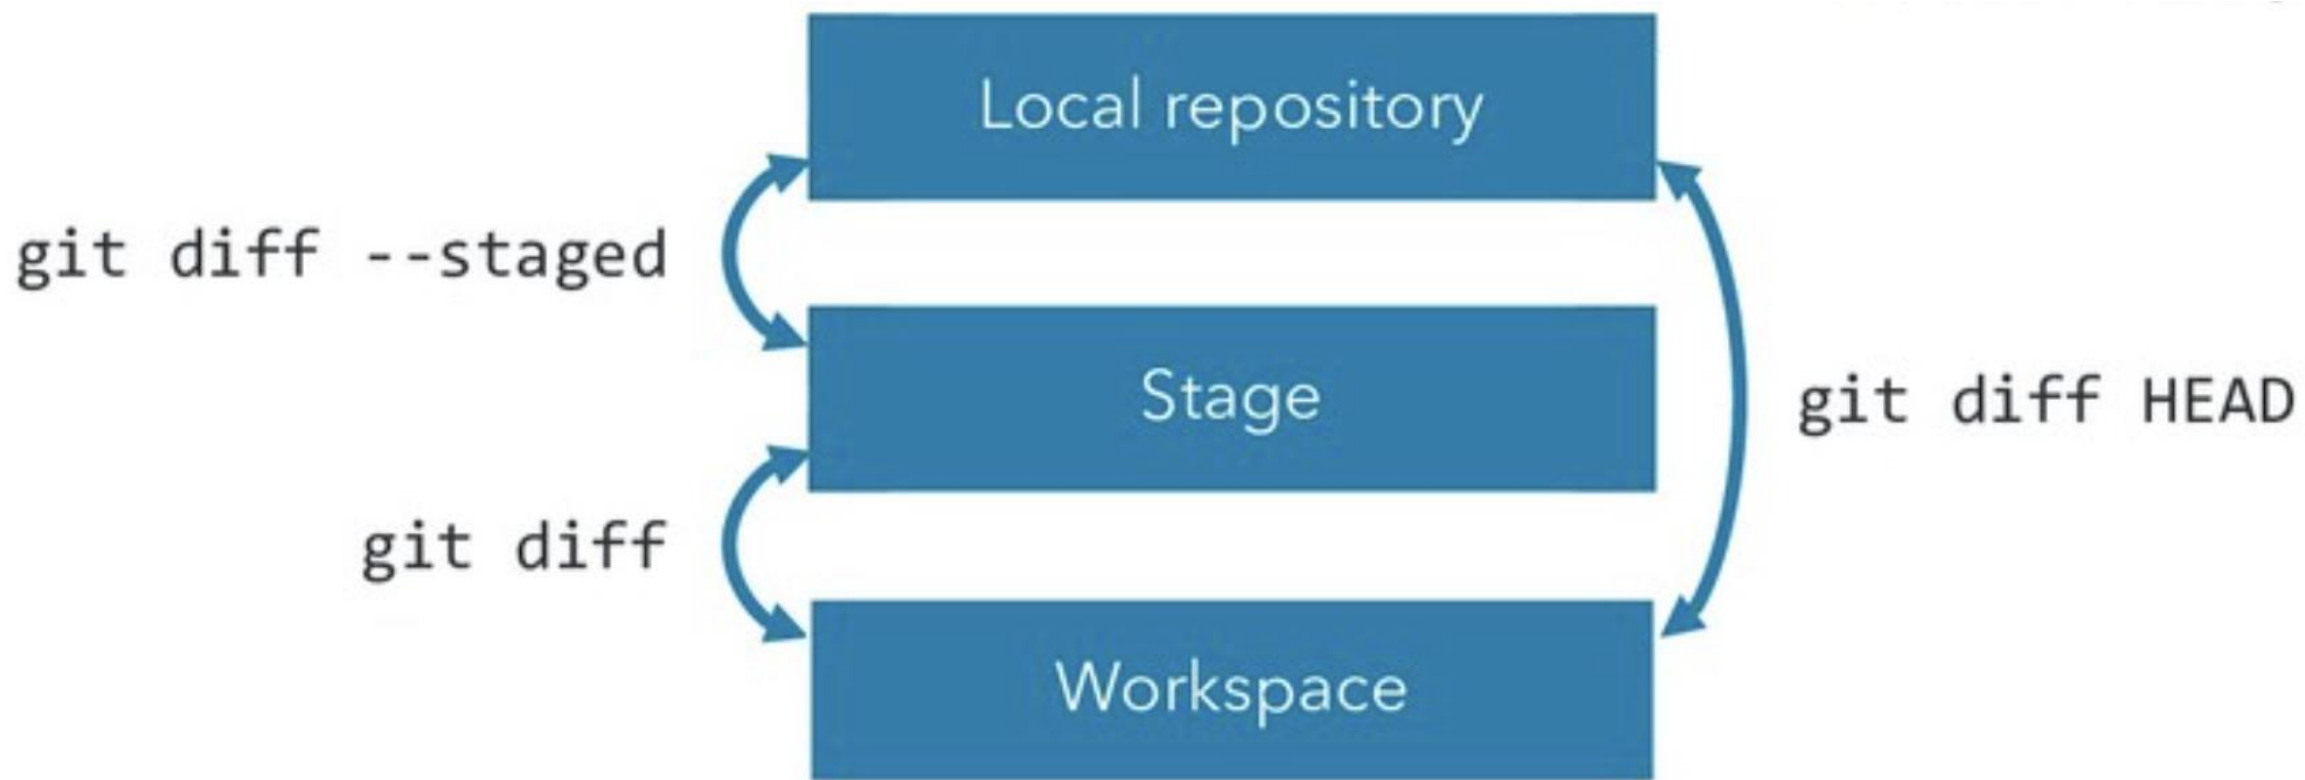 Local repository
git diff --staged
Stage
git diff HEAD
git diff
Workspace